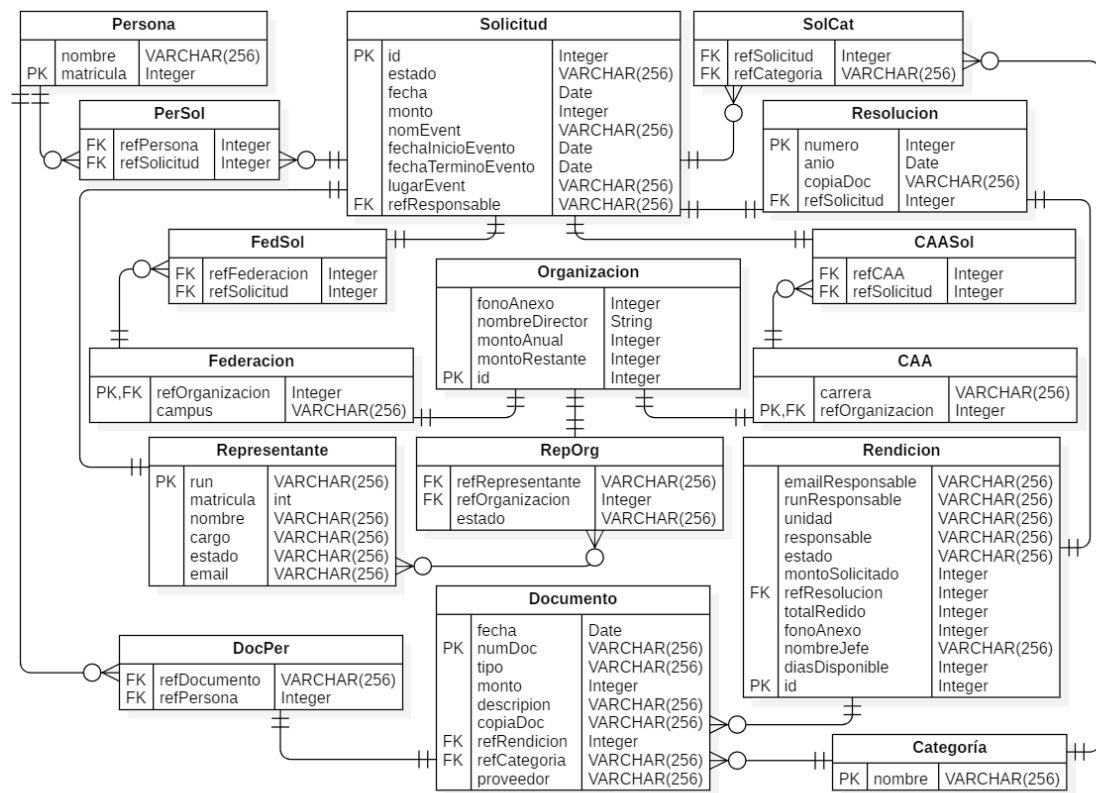 Persona
nombre VARCHAR(256)
PK matricula Integer
Solicitud
PK id Integer
estado VARCHAR(256)
fecha Date
monto Integer
nomEvent VARCHAR(256)
fechaInicioEvento Date
fechaTerminoEvento Date
lugarEvent VARCHAR(256)
FK refResponsable VARCHAR(256)
SolCat
FK refSolicitud Integer
FK refCategoria VARCHAR(256)
PerSol
FK refPersona Integer
FK refSolicitud Integer
Resolucion
PK numero Integer
anio Date
copiaDoc VARCHAR(256)
FK refSolicitud Integer
FedSol
FK refFederacion Integer
FK refSolicitud Integer
Organizacion
fonoAnexo Integer
nombreDirector String
montoAnual Integer
montoRestante Integer
PK id Integer
CAASol
FK refCAA Integer
FK refSolicitud Integer
Federacion
PK,FK refOrganizacion Integer
campus VARCHAR(256)
CAA
carrera VARCHAR(256)
PK,FK refOrganizacion Integer
Representante
PK run VARCHAR(256)
matricula int
nombre VARCHAR(256)
cargo VARCHAR(256)
estado VARCHAR(256)
email VARCHAR(256)
RepOrg
FK refRepresentante VARCHAR(256)
FK refOrganizacion Integer
estado VARCHAR(256)
Rendicion
emailResponsable VARCHAR(256)
runResponsable VARCHAR(256)
unidad VARCHAR(256)
responsable VARCHAR(256)
estado VARCHAR(256)
montoSolicitado Integer
FK refResolucion Integer
totalRedido Integer
fonoAnexo Integer
nombreJefe VARCHAR(256)
diasDisponible Integer
PK id Integer
Documento
fecha Date
PK numDoc VARCHAR(256)
tipo VARCHAR(256)
monto Integer
descripion VARCHAR(256)
copiaDoc VARCHAR(256)
FK refRendicion Integer
FK refCategoria VARCHAR(256)
proveedor VARCHAR(256)
DocPer
FK refDocumento VARCHAR(256)
FK refPersona Integer
Categoría
PK nombre VARCHAR(256)